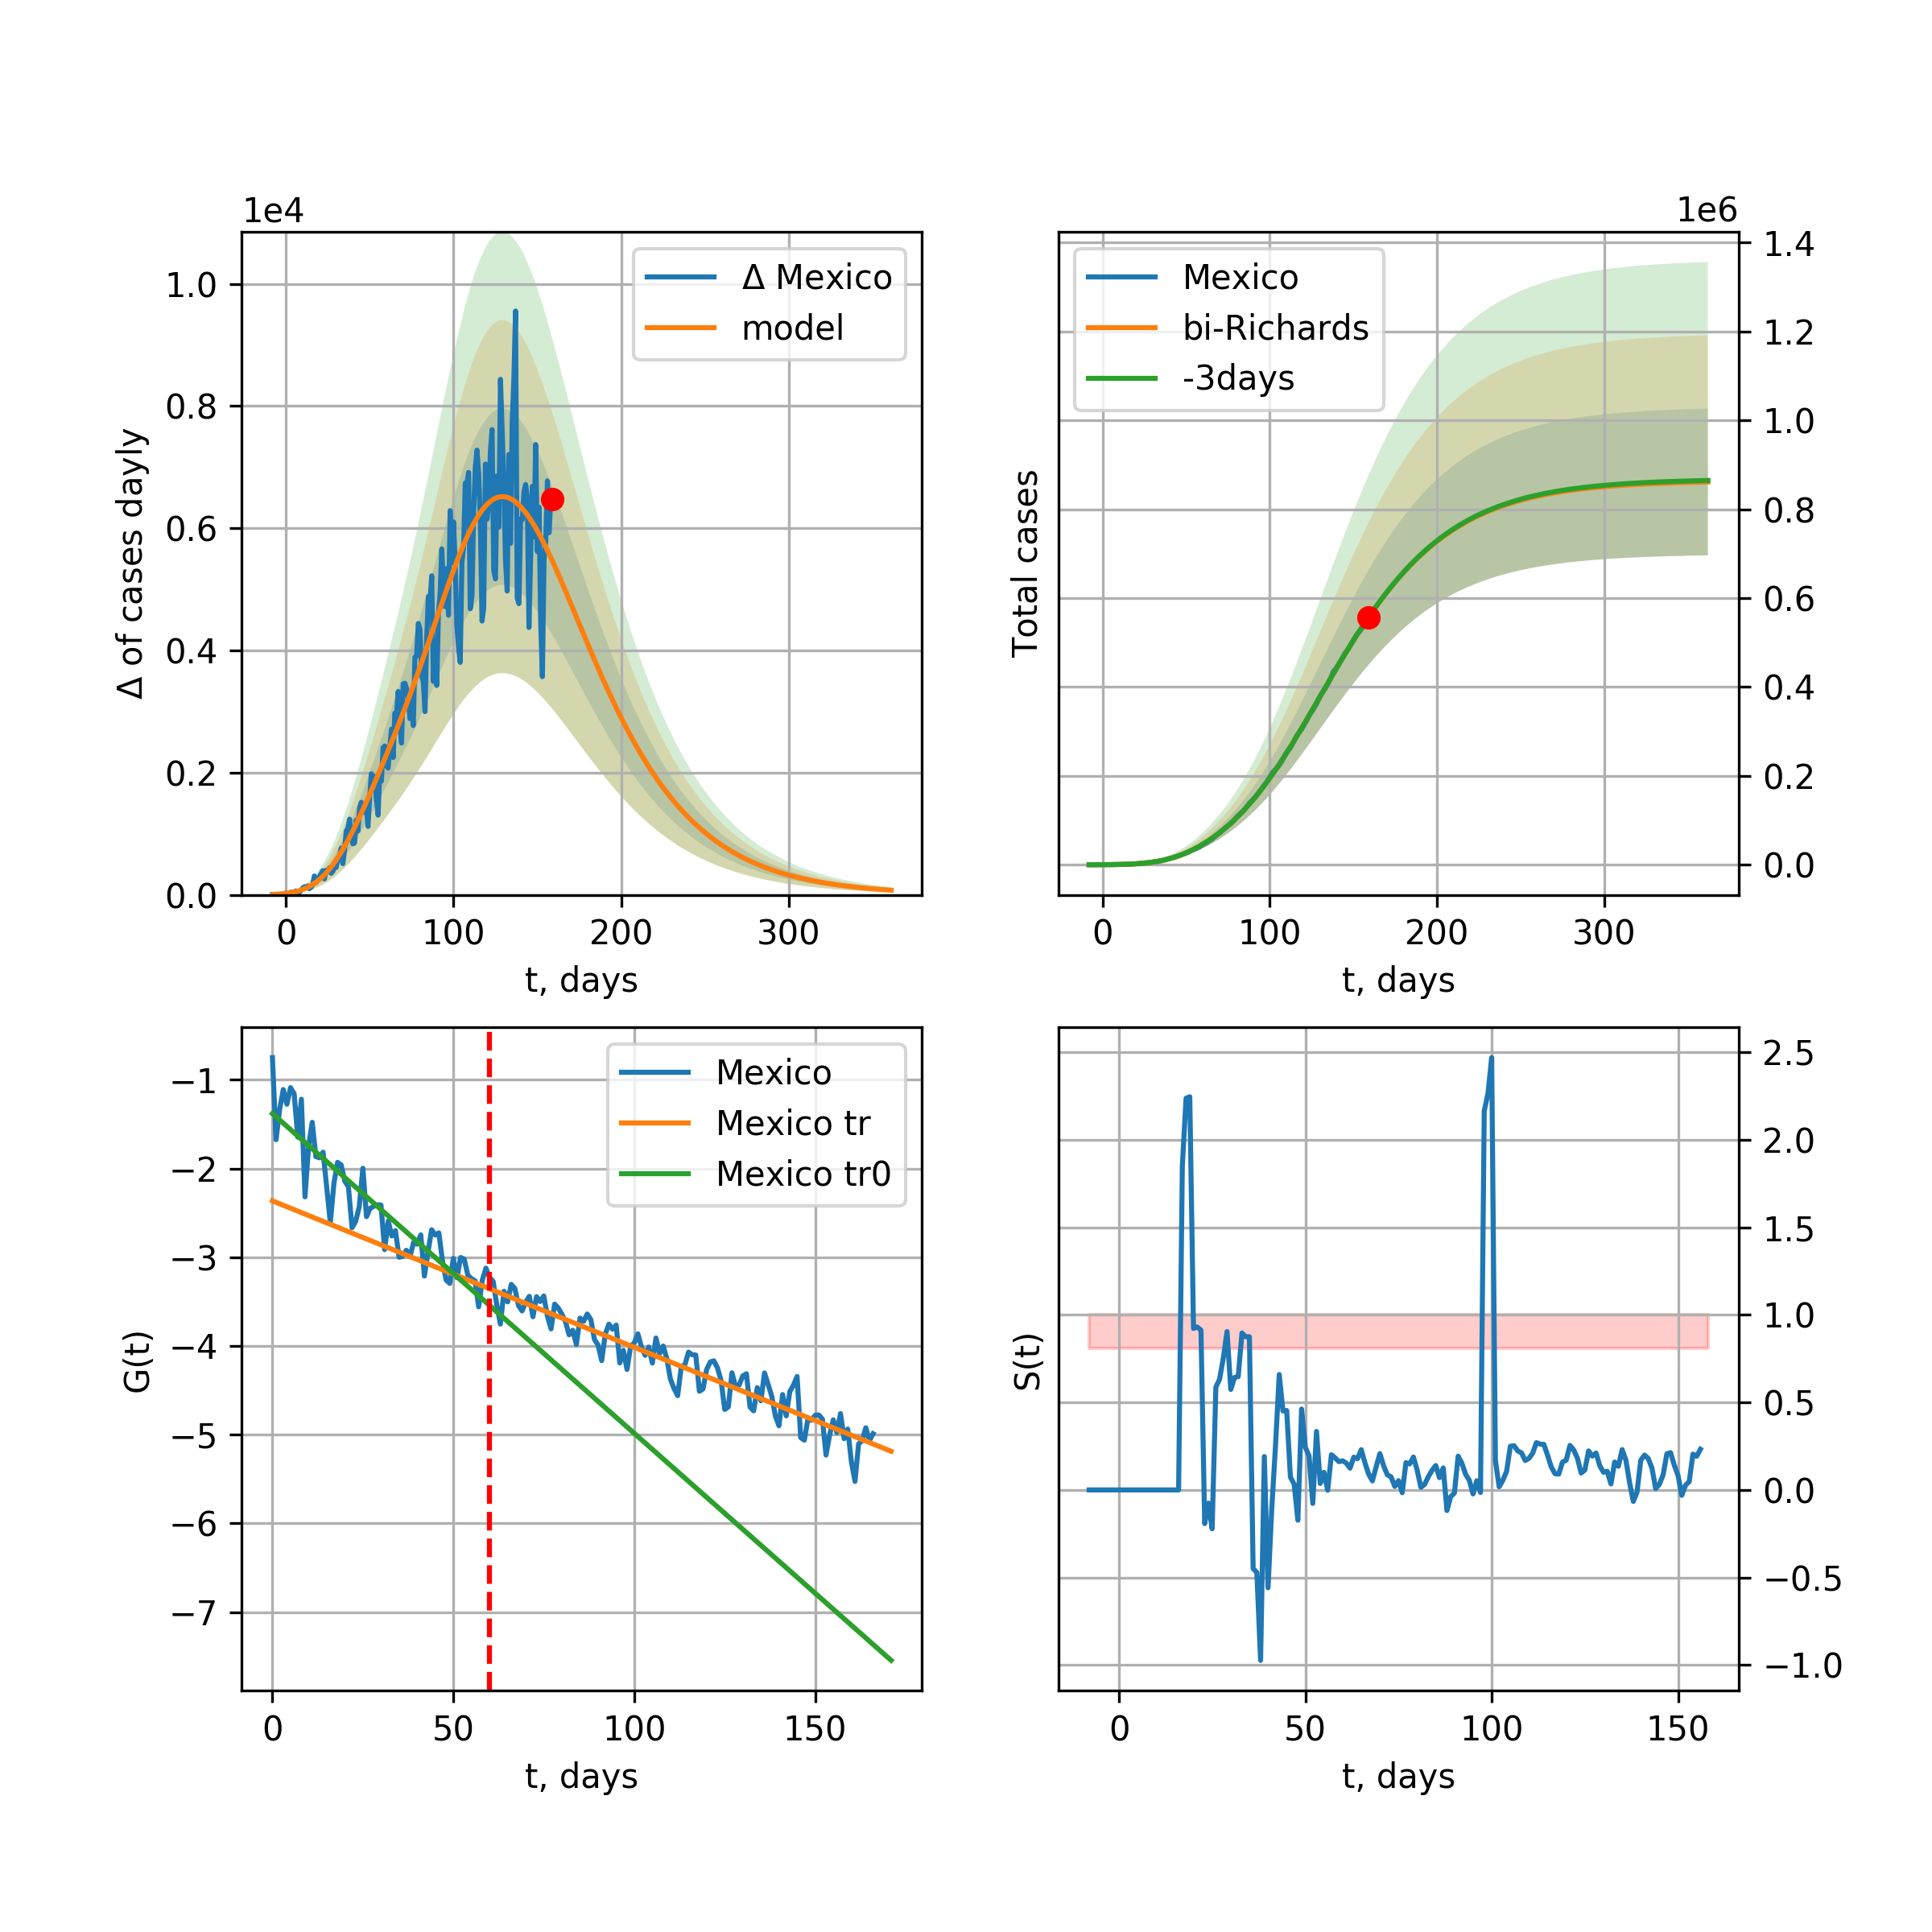 1e4
1.0
0.8
0.6
0.4
0.2
0.0
Δ of cases dayly
Δ Mexico
model
0 100 200 300
t, days
1e6
1.4
1.2
1.0
0.8
0.6
0.4
0.2
0.0
Total cases
Mexico
bi-Richards
-3days
0 100 200 300
t, days
−1
−2
−3
−4
−5
−6
−7
G(t)
Mexico
Mexico tr
Mexico tr0
0 50 100 150
t, days
2.5
2.0
1.5
1.0
0.5
0.0
−0.5
−1.0
S(t)
0 50 100 150
t, days